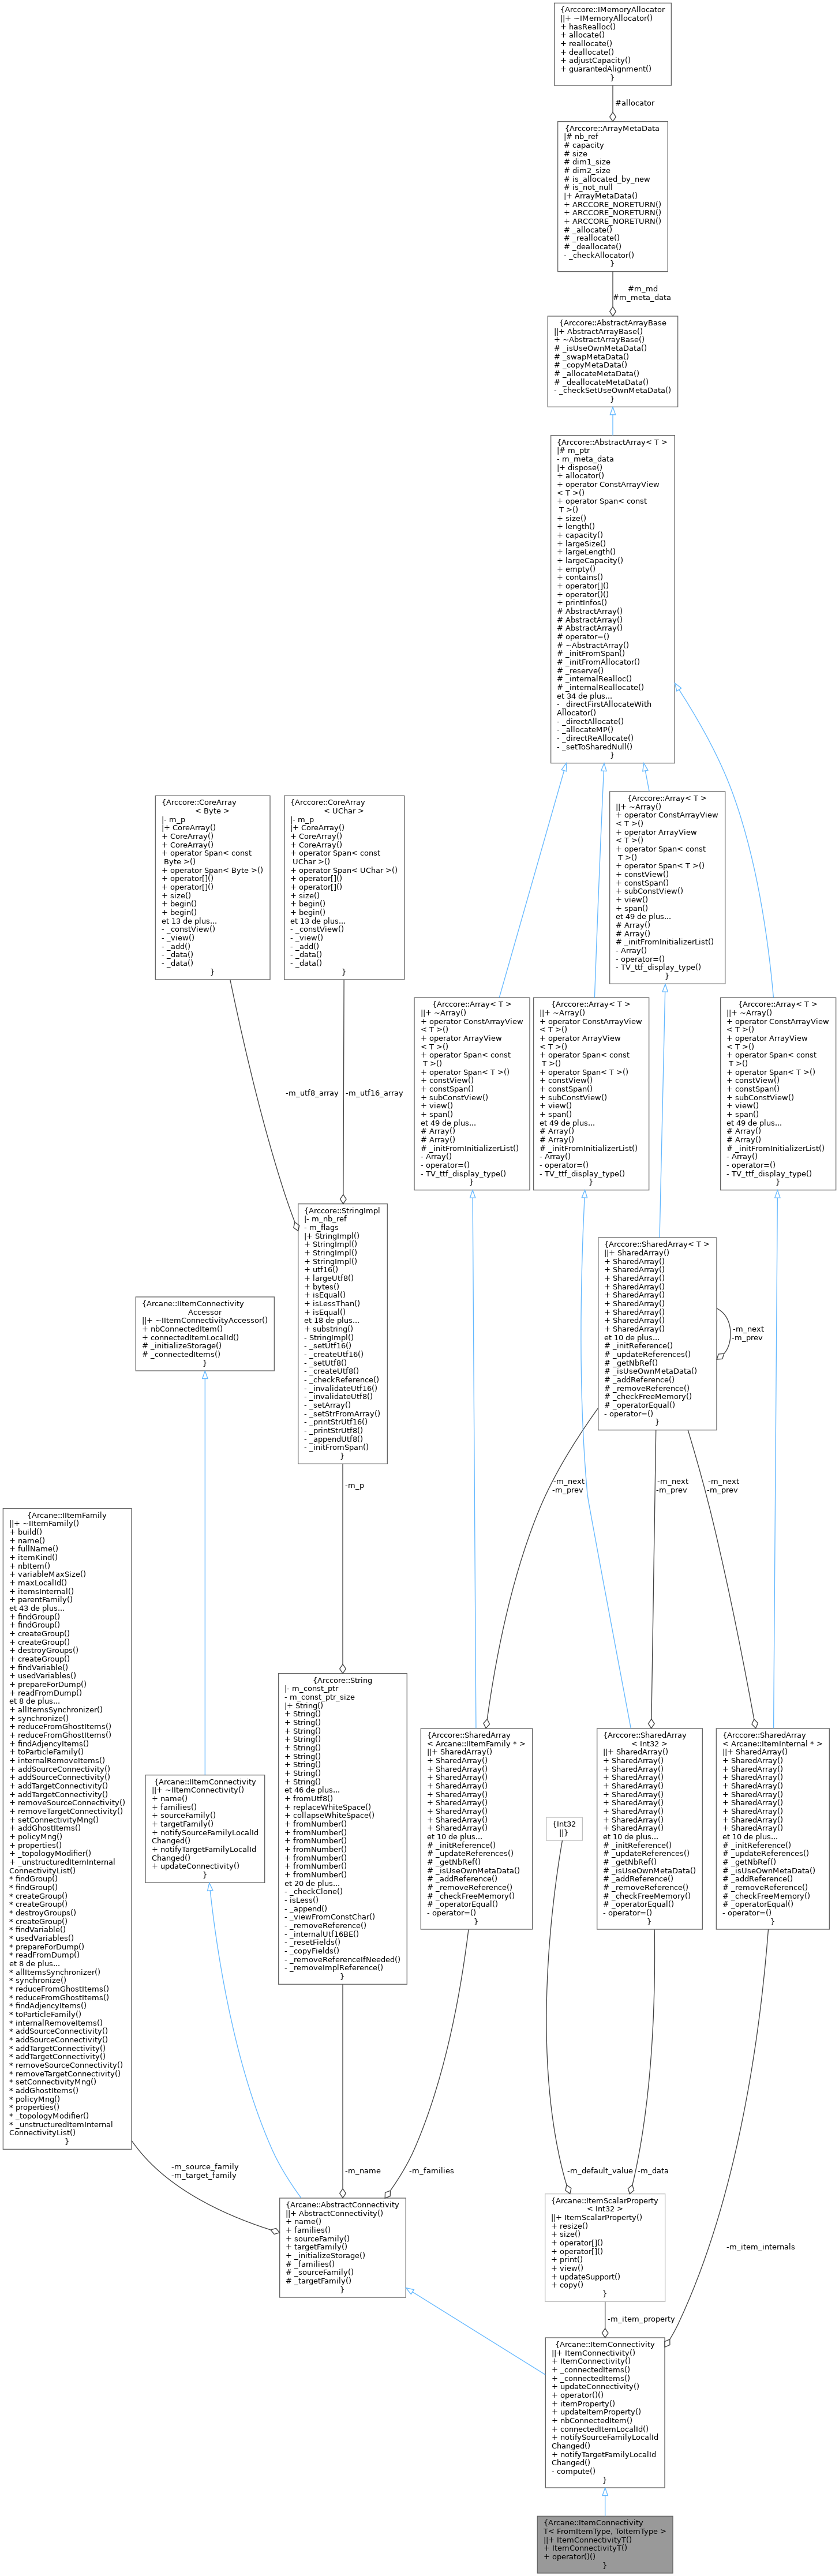 {Arccore::IMemoryAllocator
||+ ~IMemoryAllocator()
+ hasRealloc()
+ allocate()
+ reallocate()
+ deallocate()
+ adjustCapacity()
+ guarantedAlignment()
}
#allocator
{Arccore::ArrayMetaData
|# nb_ref
# capacity
# size
# dim1_size
# dim2_size
# is_allocated_by_new
# is_not_null
|+ ArrayMetaData()
+ ARCCORE_NORETURN()
+ ARCCORE_NORETURN()
+ ARCCORE_NORETURN()
# _allocate()
# _reallocate()
# _deallocate()
- _checkAllocator()
}
#m_md
#m_meta_data
{Arccore::AbstractArrayBase
||+ AbstractArrayBase()
+ ~AbstractArrayBase()
# _isUseOwnMetaData()
# _swapMetaData()
# _copyMetaData()
# _allocateMetaData()
# _deallocateMetaData()
- _checkSetUseOwnMetaData()
}
{Arccore::AbstractArray< T >
|# m_ptr
- m_meta_data
|+ dispose()
+ allocator()
+ operator ConstArrayView
< T >()
+ operator Span< const
T >()
+ size()
+ length()
+ capacity()
+ largeSize()
+ largeLength()
+ largeCapacity()
+ empty()
+ contains()
+ operator[]()
+ operator()()
+ printInfos()
# AbstractArray()
# AbstractArray()
# AbstractArray()
# operator=()
# ~AbstractArray()
# _initFromSpan()
# _initFromAllocator()
# _reserve()
# _internalRealloc()
# _internalReallocate()
et 34 de plus...
- _directFirstAllocateWith
Allocator()
- _directAllocate()
- _allocateMP()
- _directReAllocate()
- _setToSharedNull()
}
{Arccore::CoreArray
< Byte >
|- m_p
|+ CoreArray()
+ CoreArray()
+ CoreArray()
+ operator Span< const
Byte >()
+ operator Span< Byte >()
+ operator[]()
+ operator[]()
+ size()
+ begin()
+ begin()
et 13 de plus...
- _constView()
- _view()
- _add()
- _data()
- _data()
}
{Arccore::CoreArray
< UChar >
|- m_p
|+ CoreArray()
+ CoreArray()
+ CoreArray()
+ operator Span< const
UChar >()
+ operator Span< UChar >()
+ operator[]()
+ operator[]()
+ size()
+ begin()
+ begin()
et 13 de plus...
- _constView()
- _view()
- _add()
- _data()
- _data()
}
{Arccore::Array< T >
||+ ~Array()
+ operator ConstArrayView
< T >()
+ operator ArrayView
< T >()
+ operator Span< const
T >()
+ operator Span< T >()
+ constView()
+ constSpan()
+ subConstView()
+ view()
+ span()
et 49 de plus...
# Array()
# Array()
# _initFromInitializerList()
- Array()
- operator=()
- TV_ttf_display_type()
}
{Arccore::Array< T >
||+ ~Array()
+ operator ConstArrayView
< T >()
+ operator ArrayView
< T >()
+ operator Span< const
T >()
+ operator Span< T >()
+ constView()
+ constSpan()
+ subConstView()
+ view()
+ span()
et 49 de plus...
# Array()
# Array()
# _initFromInitializerList()
- Array()
- operator=()
- TV_ttf_display_type()
}
{Arccore::Array< T >
||+ ~Array()
+ operator ConstArrayView
< T >()
+ operator ArrayView
< T >()
+ operator Span< const
T >()
+ operator Span< T >()
+ constView()
+ constSpan()
+ subConstView()
+ view()
+ span()
et 49 de plus...
# Array()
# Array()
# _initFromInitializerList()
- Array()
- operator=()
- TV_ttf_display_type()
}
{Arccore::Array< T >
||+ ~Array()
+ operator ConstArrayView
< T >()
+ operator ArrayView
< T >()
+ operator Span< const
T >()
+ operator Span< T >()
+ constView()
+ constSpan()
+ subConstView()
+ view()
+ span()
et 49 de plus...
# Array()
# Array()
# _initFromInitializerList()
- Array()
- operator=()
- TV_ttf_display_type()
}
-m_utf8_array
-m_utf16_array
{Arccore::StringImpl
|- m_nb_ref
- m_flags
|+ StringImpl()
+ StringImpl()
+ StringImpl()
+ StringImpl()
+ utf16()
+ largeUtf8()
+ bytes()
+ isEqual()
+ isLessThan()
+ isEqual()
et 18 de plus...
+ substring()
- StringImpl()
- _setUtf16()
- _createUtf16()
- _setUtf8()
- _createUtf8()
- _checkReference()
- _invalidateUtf16()
- _invalidateUtf8()
- _setArray()
- _setStrFromArray()
- _printStrUtf16()
- _printStrUtf8()
- _appendUtf8()
- _initFromSpan()
}
{Arccore::SharedArray< T >
||+ SharedArray()
+ SharedArray()
+ SharedArray()
+ SharedArray()
+ SharedArray()
+ SharedArray()
+ SharedArray()
+ SharedArray()
+ SharedArray()
+ SharedArray()
et 10 de plus...
# _initReference()
# _updateReferences()
# _getNbRef()
# _isUseOwnMetaData()
# _addReference()
# _removeReference()
# _checkFreeMemory()
# _operatorEqual()
- operator=()
}
-m_next
-m_prev
{Arcane::IItemConnectivity
Accessor
||+ ~IItemConnectivityAccessor()
+ nbConnectedItem()
+ connectedItemLocalId()
# _initializeStorage()
# _connectedItems()
}
-m_p
-m_next
-m_prev
-m_next
-m_prev
-m_next
-m_prev
{Arcane::IItemFamily
||+ ~IItemFamily()
+ build()
+ name()
+ fullName()
+ itemKind()
+ nbItem()
+ variableMaxSize()
+ maxLocalId()
+ itemsInternal()
+ parentFamily()
et 43 de plus...
+ findGroup()
+ findGroup()
+ createGroup()
+ createGroup()
+ destroyGroups()
+ createGroup()
+ findVariable()
+ usedVariables()
+ prepareForDump()
+ readFromDump()
et 8 de plus...
+ allItemsSynchronizer()
+ synchronize()
+ reduceFromGhostItems()
+ reduceFromGhostItems()
+ findAdjencyItems()
+ toParticleFamily()
+ internalRemoveItems()
+ addSourceConnectivity()
+ addSourceConnectivity()
+ addTargetConnectivity()
+ addTargetConnectivity()
+ removeSourceConnectivity()
+ removeTargetConnectivity()
+ setConnectivityMng()
+ addGhostItems()
+ policyMng()
+ properties()
+ _topologyModifier()
+ _unstructuredItemInternal
ConnectivityList()
* findGroup()
* findGroup()
* createGroup()
* createGroup()
* destroyGroups()
* createGroup()
* findVariable()
* usedVariables()
* prepareForDump()
* readFromDump()
et 8 de plus...
* allItemsSynchronizer()
* synchronize()
* reduceFromGhostItems()
* reduceFromGhostItems()
* findAdjencyItems()
* toParticleFamily()
* internalRemoveItems()
* addSourceConnectivity()
* addSourceConnectivity()
* addTargetConnectivity()
* addTargetConnectivity()
* removeSourceConnectivity()
* removeTargetConnectivity()
* setConnectivityMng()
* addGhostItems()
* policyMng()
* properties()
* _topologyModifier()
* _unstructuredItemInternal
ConnectivityList()
}
{Arcane::IItemConnectivity
||+ ~IItemConnectivity()
+ name()
+ families()
+ sourceFamily()
+ targetFamily()
+ notifySourceFamilyLocalId
Changed()
+ notifyTargetFamilyLocalId
Changed()
+ updateConnectivity()
}
{Arccore::String
|- m_const_ptr
- m_const_ptr_size
|+ String()
+ String()
+ String()
+ String()
+ String()
+ String()
+ String()
+ String()
+ String()
+ String()
et 46 de plus...
+ fromUtf8()
+ replaceWhiteSpace()
+ collapseWhiteSpace()
+ fromNumber()
+ fromNumber()
+ fromNumber()
+ fromNumber()
+ fromNumber()
+ fromNumber()
+ fromNumber()
et 20 de plus...
- _checkClone()
- isLess()
- _append()
- _viewFromConstChar()
- _removeReference()
- _internalUtf16BE()
- _resetFields()
- _copyFields()
- _removeReferenceIfNeeded()
- _removeImplReference()
}
{Arccore::SharedArray
< Arcane::IItemFamily * >
||+ SharedArray()
+ SharedArray()
+ SharedArray()
+ SharedArray()
+ SharedArray()
+ SharedArray()
+ SharedArray()
+ SharedArray()
+ SharedArray()
+ SharedArray()
et 10 de plus...
# _initReference()
# _updateReferences()
# _getNbRef()
# _isUseOwnMetaData()
# _addReference()
# _removeReference()
# _checkFreeMemory()
# _operatorEqual()
- operator=()
}
{Int32
||}
{Arccore::SharedArray
< Int32 >
||+ SharedArray()
+ SharedArray()
+ SharedArray()
+ SharedArray()
+ SharedArray()
+ SharedArray()
+ SharedArray()
+ SharedArray()
+ SharedArray()
+ SharedArray()
et 10 de plus...
# _initReference()
# _updateReferences()
# _getNbRef()
# _isUseOwnMetaData()
# _addReference()
# _removeReference()
# _checkFreeMemory()
# _operatorEqual()
- operator=()
}
{Arccore::SharedArray
< Arcane::ItemInternal * >
||+ SharedArray()
+ SharedArray()
+ SharedArray()
+ SharedArray()
+ SharedArray()
+ SharedArray()
+ SharedArray()
+ SharedArray()
+ SharedArray()
+ SharedArray()
et 10 de plus...
# _initReference()
# _updateReferences()
# _getNbRef()
# _isUseOwnMetaData()
# _addReference()
# _removeReference()
# _checkFreeMemory()
# _operatorEqual()
- operator=()
}
-m_source_family
-m_target_family
-m_name
-m_families
-m_default_value
-m_data
{Arcane::AbstractConnectivity
||+ AbstractConnectivity()
+ name()
+ families()
+ sourceFamily()
+ targetFamily()
+ _initializeStorage()
# _families()
# _sourceFamily()
# _targetFamily()
}
{Arcane::ItemScalarProperty
< Int32 >
||+ ItemScalarProperty()
+ resize()
+ size()
+ operator[]()
+ operator[]()
+ print()
+ view()
+ updateSupport()
+ copy()
}
-m_item_internals
-m_item_property
{Arcane::ItemConnectivity
||+ ItemConnectivity()
+ ItemConnectivity()
+ _connectedItems()
+ _connectedItems()
+ updateConnectivity()
+ operator()()
+ itemProperty()
+ updateItemProperty()
+ nbConnectedItem()
+ connectedItemLocalId()
+ notifySourceFamilyLocalId
Changed()
+ notifyTargetFamilyLocalId
Changed()
- compute()
}
{Arcane::ItemConnectivity
T< FromItemType, ToItemType >
||+ ItemConnectivityT()
+ ItemConnectivityT()
+ operator()()
}